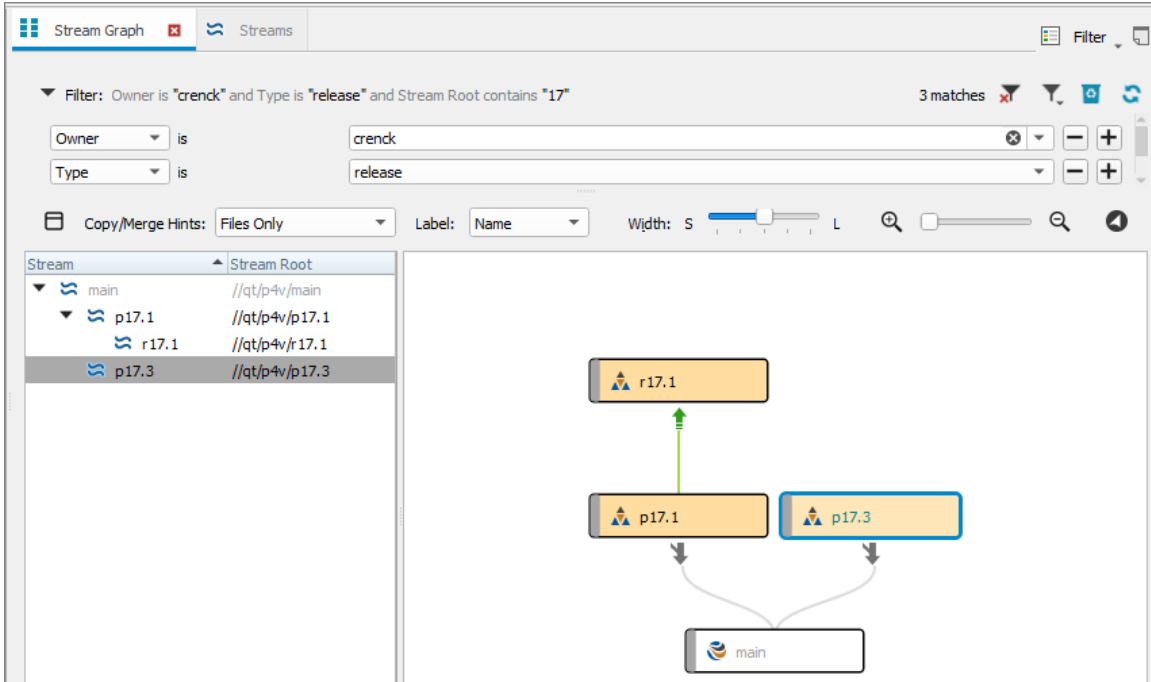 Stream Graph Streams Filter
Filter: Owner is "crenck" and Type is "release" and Stream Root contains "17" 3 matches
Owner is crenck
Type is release
Copy/Merge Hints: Files Only Label: Name Width: S L
Stream Stream Root
main //qt/p4v/main
p17.1 //qt/p4v/p17.1
r17.1 //qt/p4v/r17.1
p17.3 //qt/p4v/p17.3
r17.1
p17.1 p17.3
main